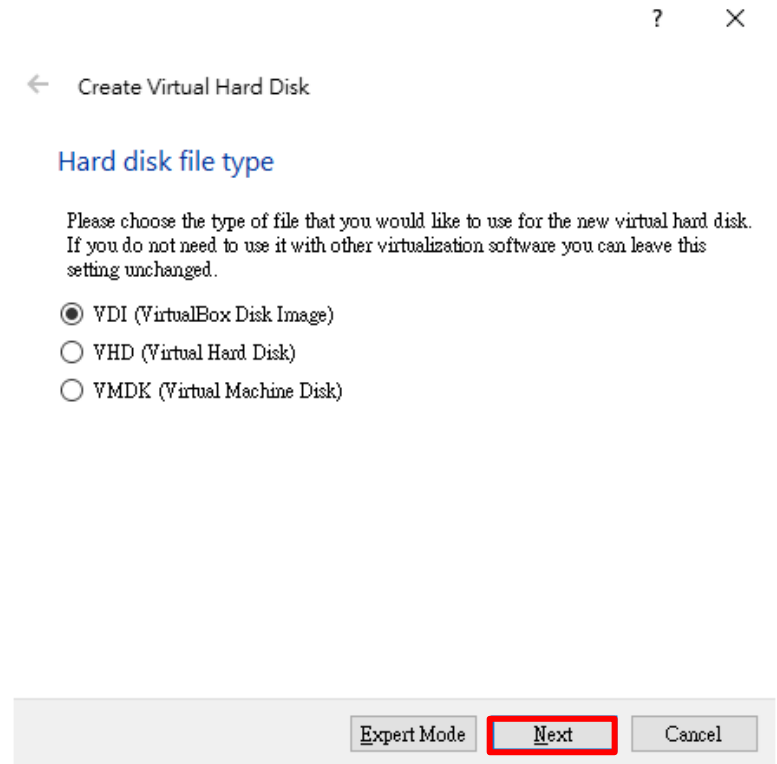 ?
Create Virtual Hard Disk
Hard disk file type
Please choose the type of file that you would like to use for the new virtual hard disk.
If you do not need to use it with other virtualization software you can leave this
setting unchanged.
VDI (VirtualBox Disk Image)
VHD (Virtual Hard Disk)
VMDK (Virtual Machine Disk)
Expert Mode Next Cancel